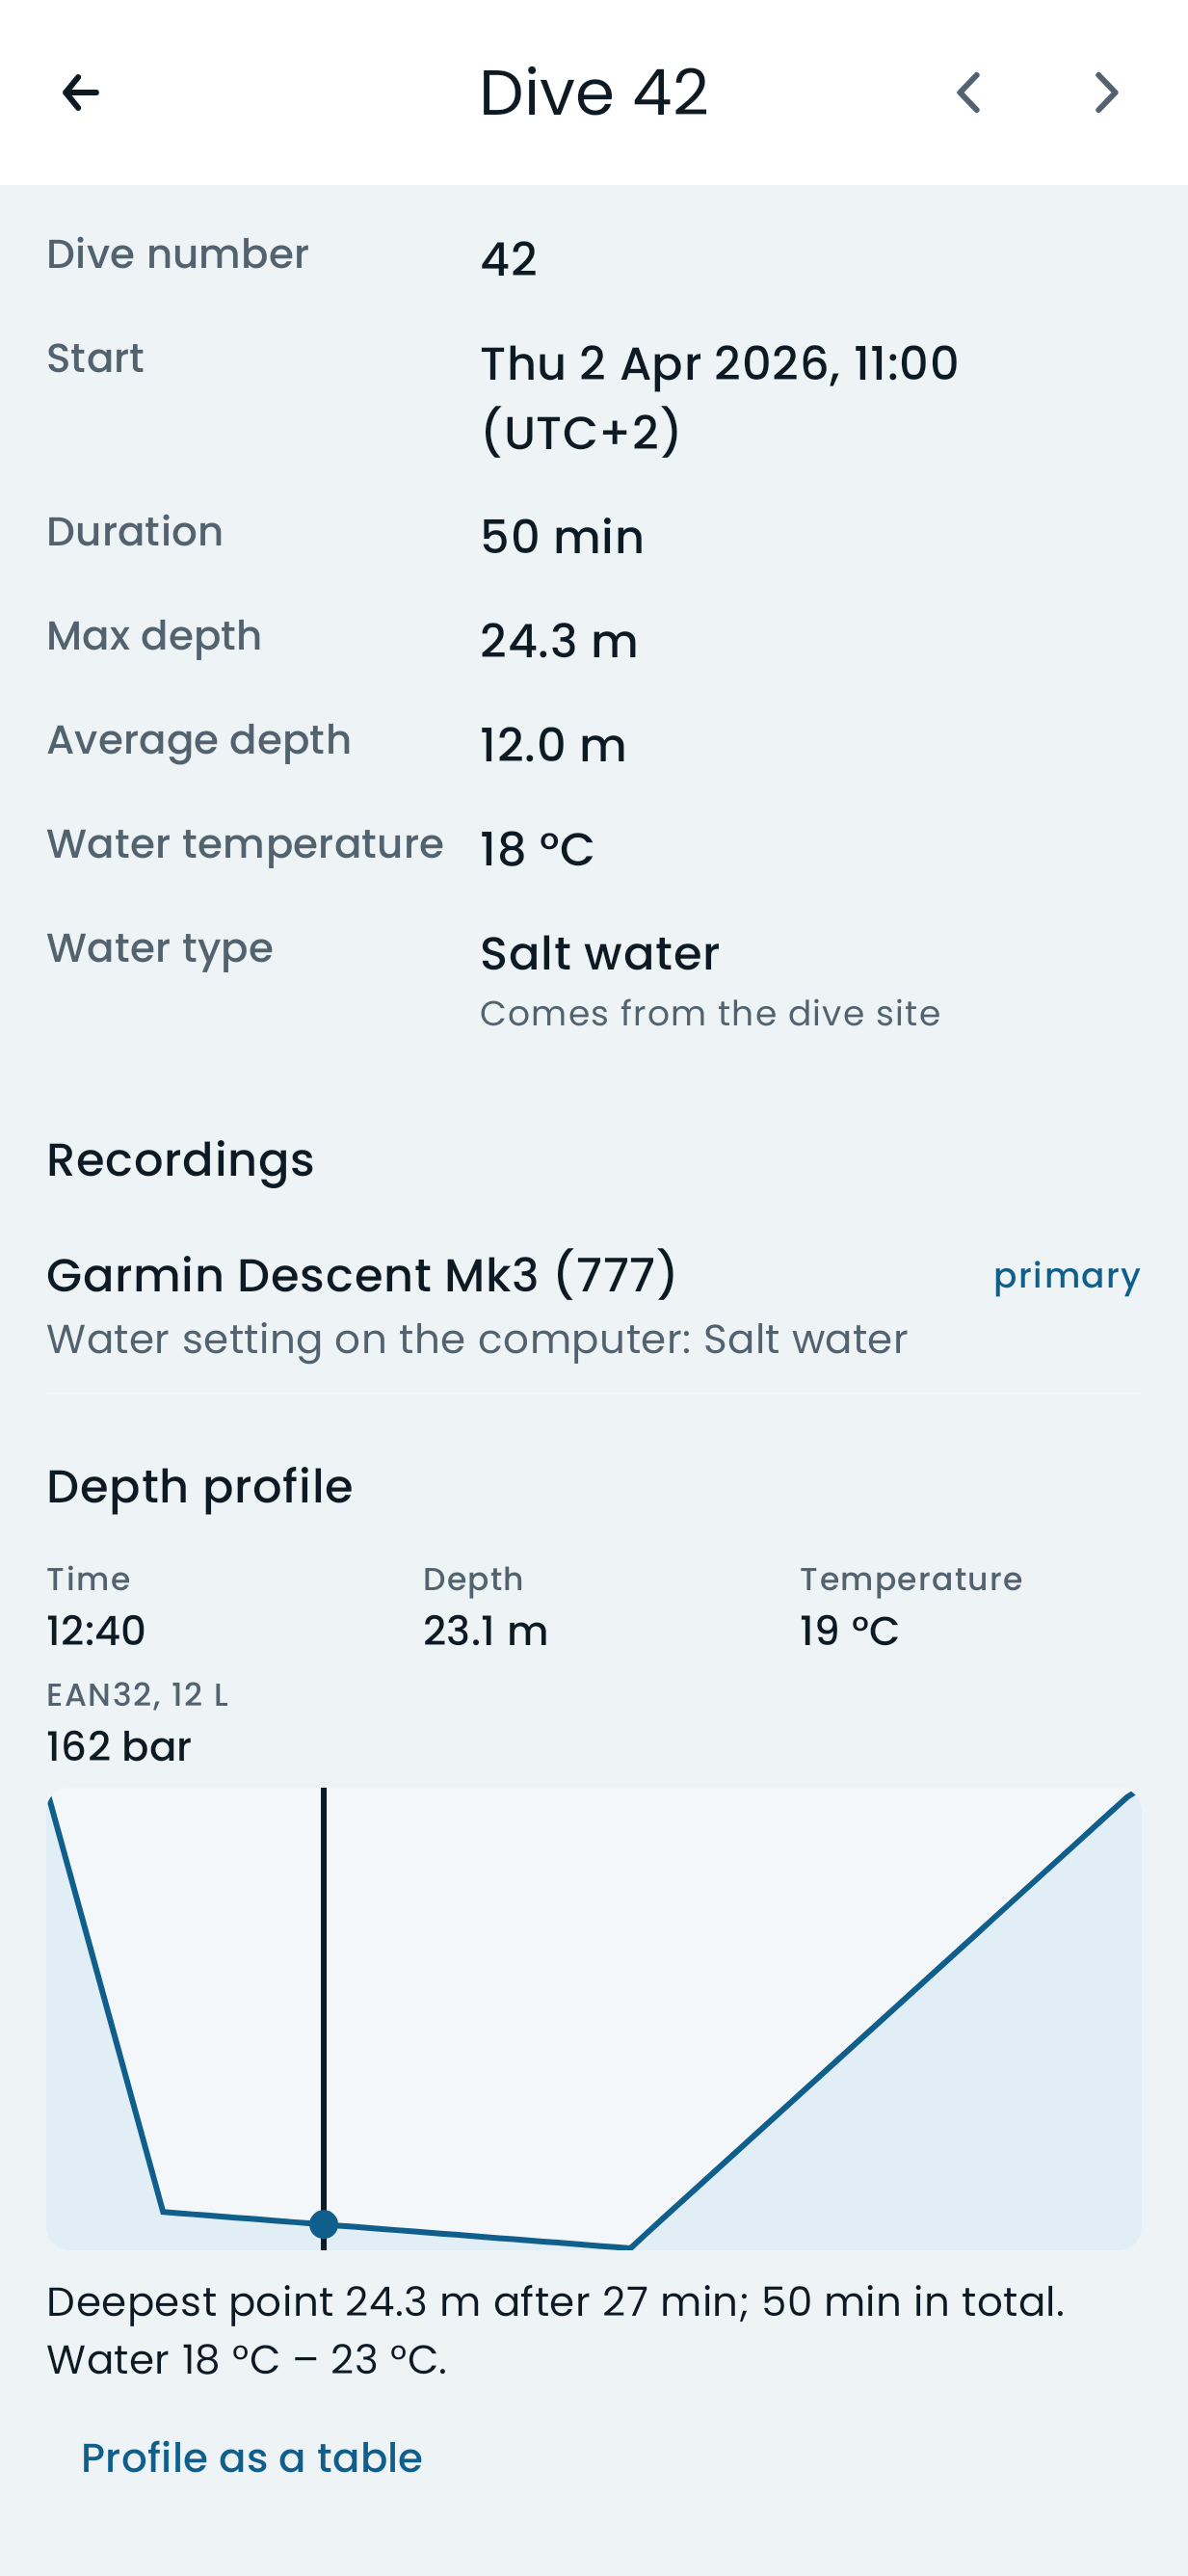 Dive 42
Dive number
42
Start
Thu 2 Apr 2026, 11:00
(UTC+2)
Duration
50 min
Max depth
24.3 m
Average depth
12.0 m
Water temperature
18 °C
Water type
Salt water
Comes from the dive site
Recordings
Garmin Descent Mk3 (777)
primary
Water setting on the computer: Salt water
Depth profile
Time
12:40
Depth
23.1 m
Temperature
19 °C
EAN32, 12 L
162 bar
Deepest point 24.3 m after 27 min; 50 min in total.
Water 18 °C – 23 °C.
Profile as a table